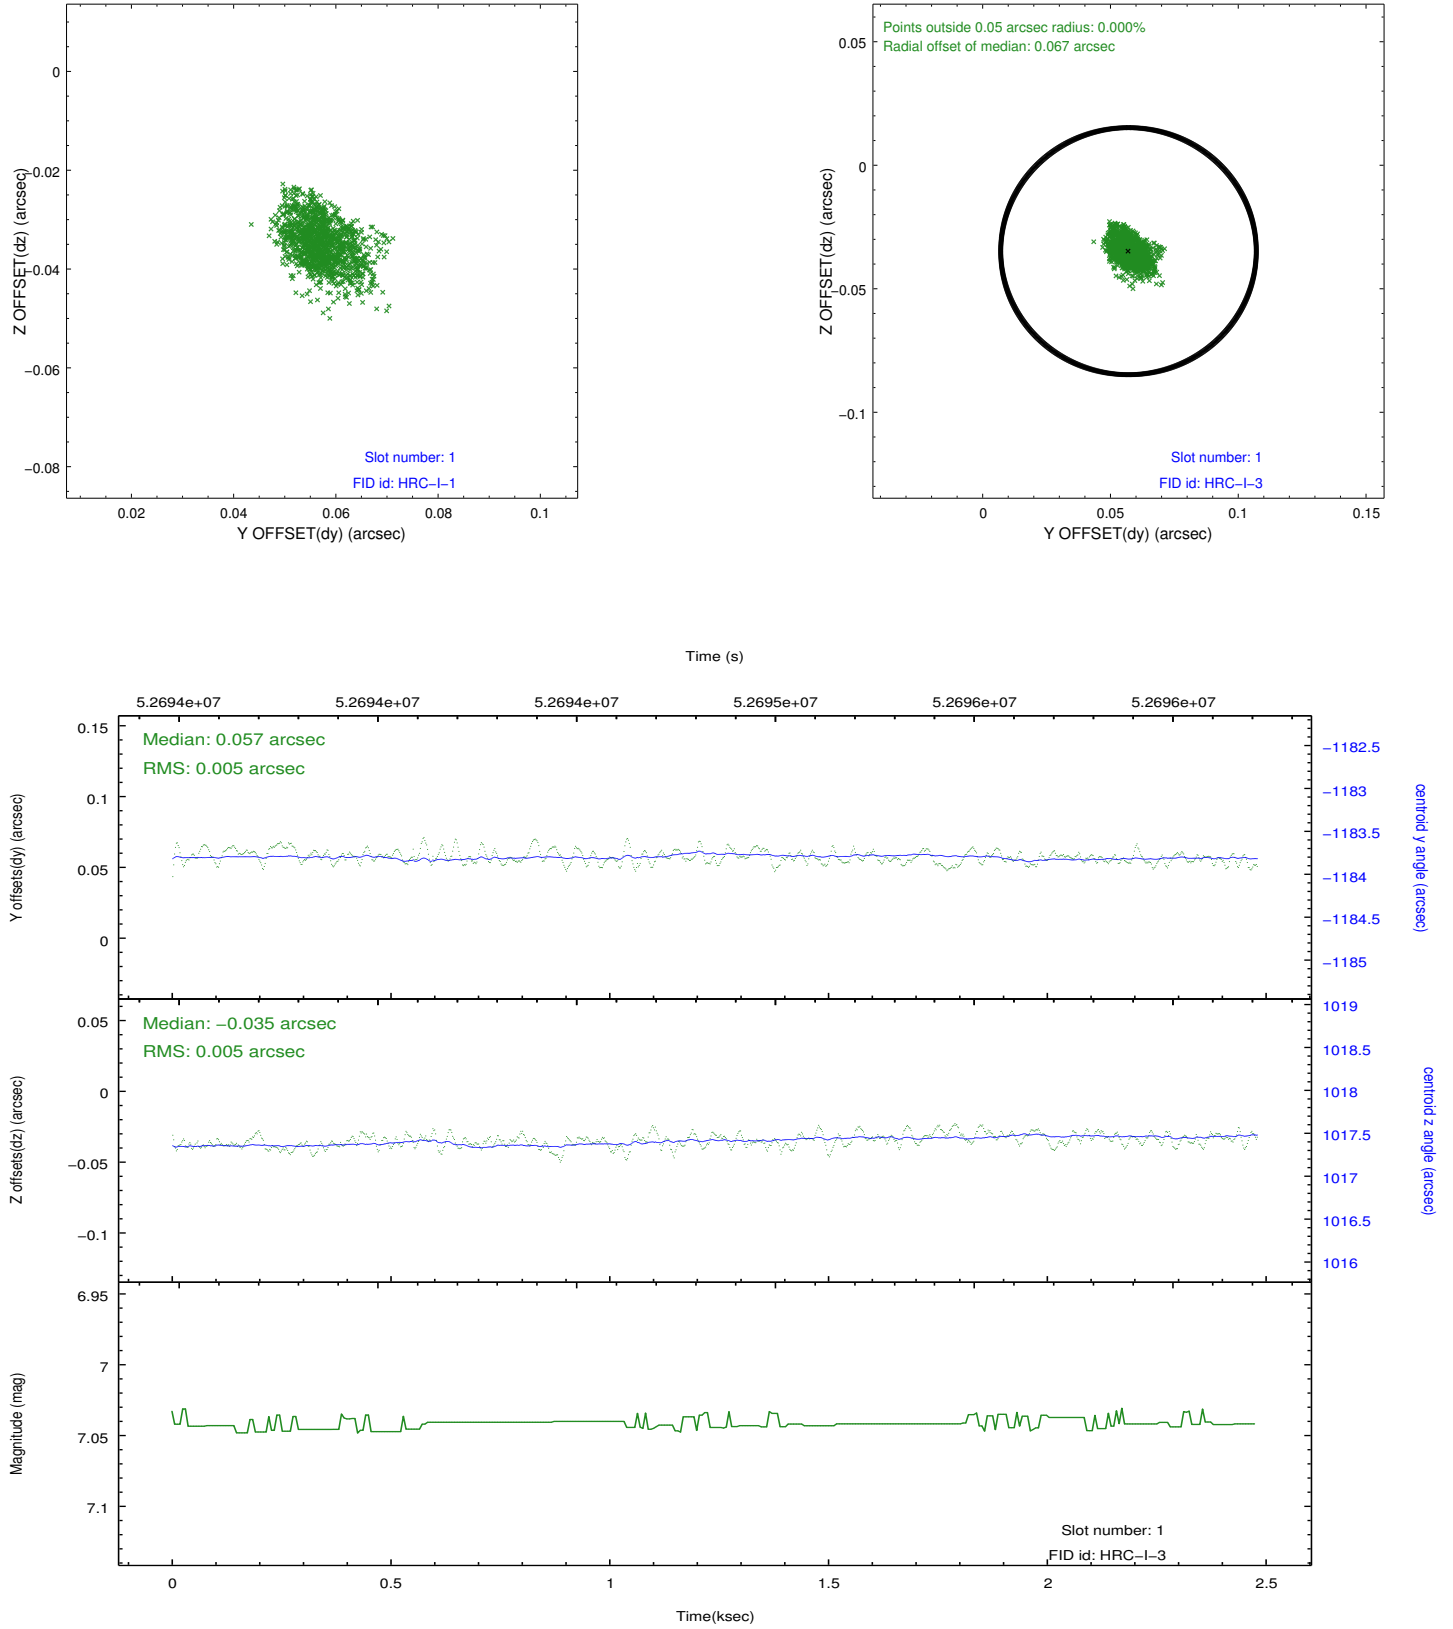 0
−0.02
−0.04
−0.06
−0.08
Z OFFSET(dz) (arcsec)
Slot number: 1
FID id: HRC−I−1
0.02
0.04
0.06
0.08
0.1
Y OFFSET(dy) (arcsec)
Points outside 0.05 arcsec radius: 0.000%
Radial offset of median: 0.067 arcsec
0.05
0
−0.05
−0.1
Z OFFSET(dz) (arcsec)
Slot number: 1
FID id: HRC−I−3
0
0.05
0.1
0.15
Y OFFSET(dy) (arcsec)
Time (s)
5.2694e+07
5.2694e+07
5.2694e+07
5.2695e+07
5.2696e+07
5.2696e+07
Median: 0.057 arcsec
RMS: 0.005 arcsec
0.15
0.1
0.05
0
Y offsets(dy) (arcsec)
−1182.5
−1183
−1183.5
−1184
−1184.5
−1185
centroid y angle (arcsec)
Median: −0.035 arcsec
RMS: 0.005 arcsec
0.05
0
−0.05
−0.1
Z offsets(dz) (arcsec)
1019
1018.5
1018
1017.5
1017
1016.5
1016
centroid z angle (arcsec)
6.95
7
7.05
7.1
Magnitude (mag)
Slot number: 1
FID id: HRC−I−3
0
0.5
1
1.5
2
2.5
Time(ksec)